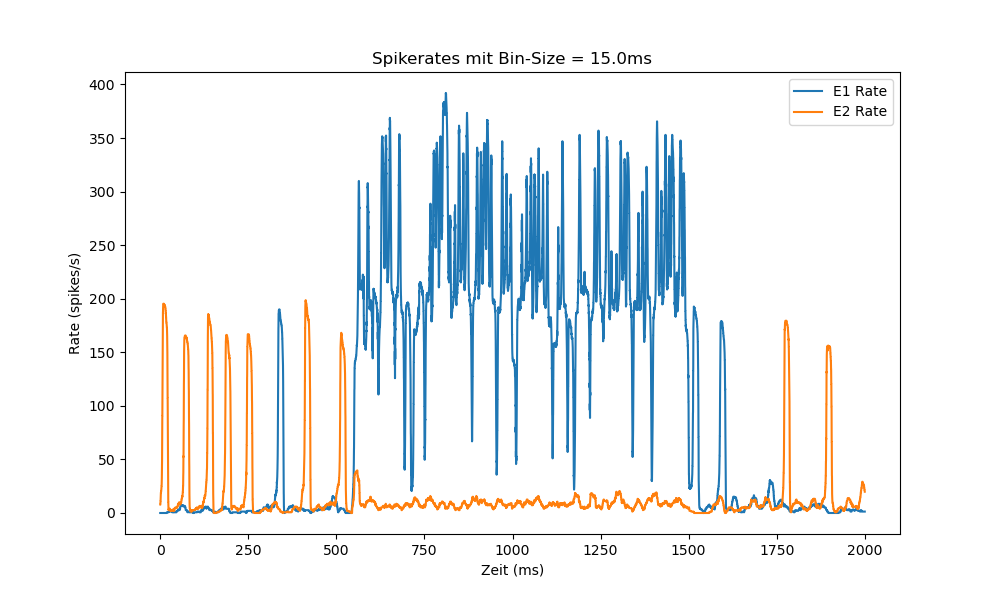 Spikerates mit Bin-Size = 15.0ms
E1 Rate
E2 Rate
Rate (spikes/s)
400
350
300
250
200
150
100
50
0
0 250 500 750 1000 1250 1500 1750 2000
Zeit (ms)